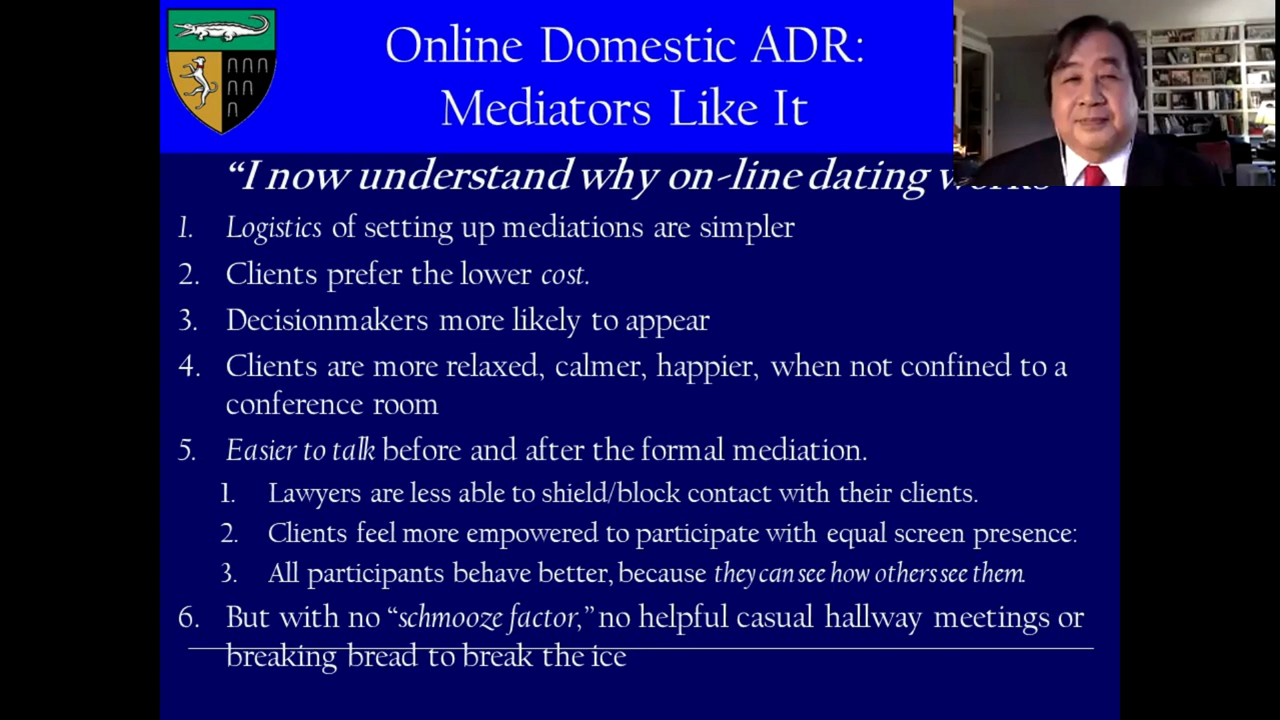 Online Domestic ADR:
Mediators Like It
“I now understand why on-line dating works
1. Logistics of setting up mediations are simpler
2. Clients prefer the lower cost.
3. Decisionmakers more likely to appear
4. Clients are more relaxed, calmer, happier, when not confined to a
conference room
5. Easier to talk before and after the formal mediation.
1. Lawyers are less able to shield/block contact with their clients.
2. Clients feel more empowered to participate with equal screen presence:
3. All participants behave better, because they can see how others see them.
6. But with no “schmooze factor,” no helpful casual hallway meetings or
breaking bread to break the ice